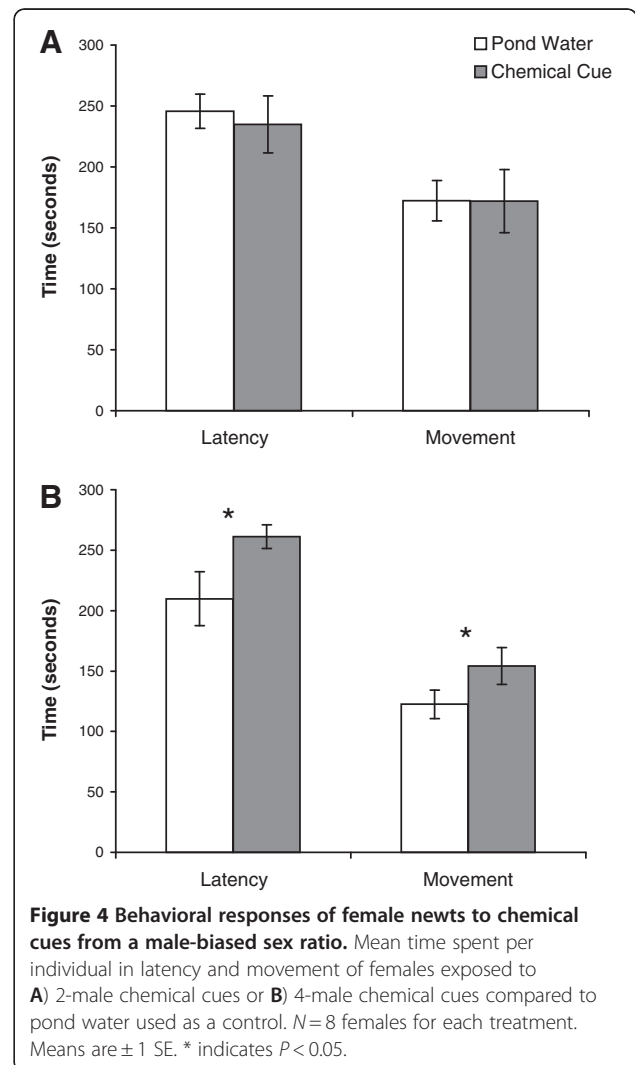 A
Pond Water
Chemical Cue
300
250
200
150
100
50
0
Time (seconds)
Latency Movement
B
300
250
200
150
100
50
0
Time (seconds)
*
*
Latency Movement
Figure 4 Behavioral responses of female newts to chemical
cues from a male-biased sex ratio. Mean time spent per
individual in latency and movement of females exposed to
A) 2-male chemical cues or B) 4-male chemical cues compared to
pond water used as a control. N = 8 females for each treatment.
Means are ± 1 SE. * indicates P < 0.05.